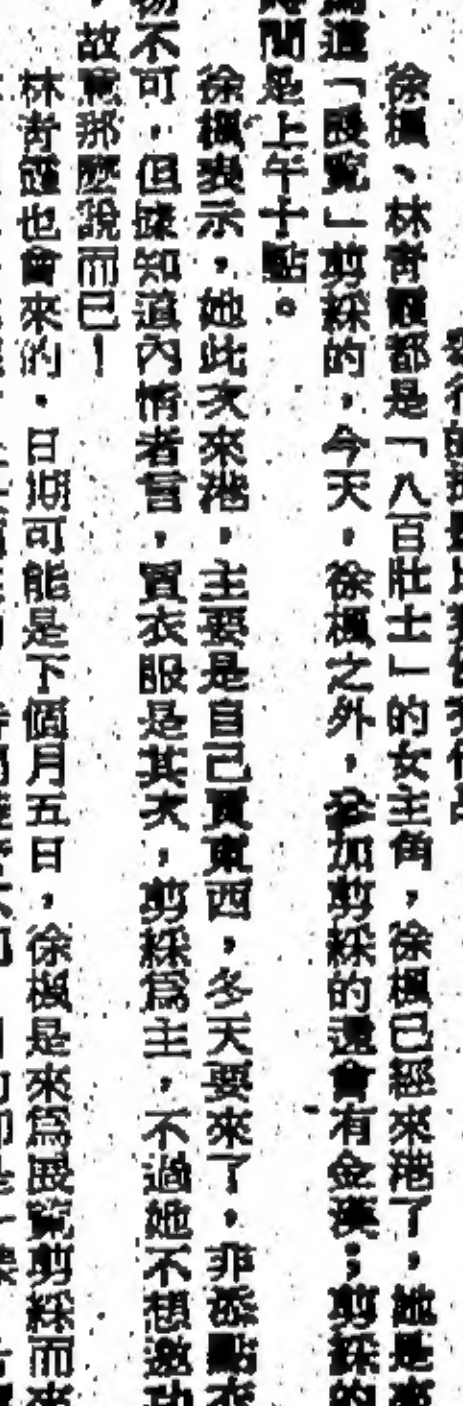 徐楓、林青霞都是「八百壯士」的女主角,徐楓已經來港了,她是來
爲這「展覧」剪綵的,今天,徐楓之外,參加剪綵的還會有金漢;剪綵的
時間是上午十點。
徐楓表示,她此次來港,主要是自己買東西,冬天要來了,非添點衣
物不可,但據知道內情者言,買衣服是其次,剪綵爲主,不過她不想邀功
,故意那麼說而已!
林青霞也會來的,日期可能是下個月五日,徐楓是來爲展覧剪綵而來